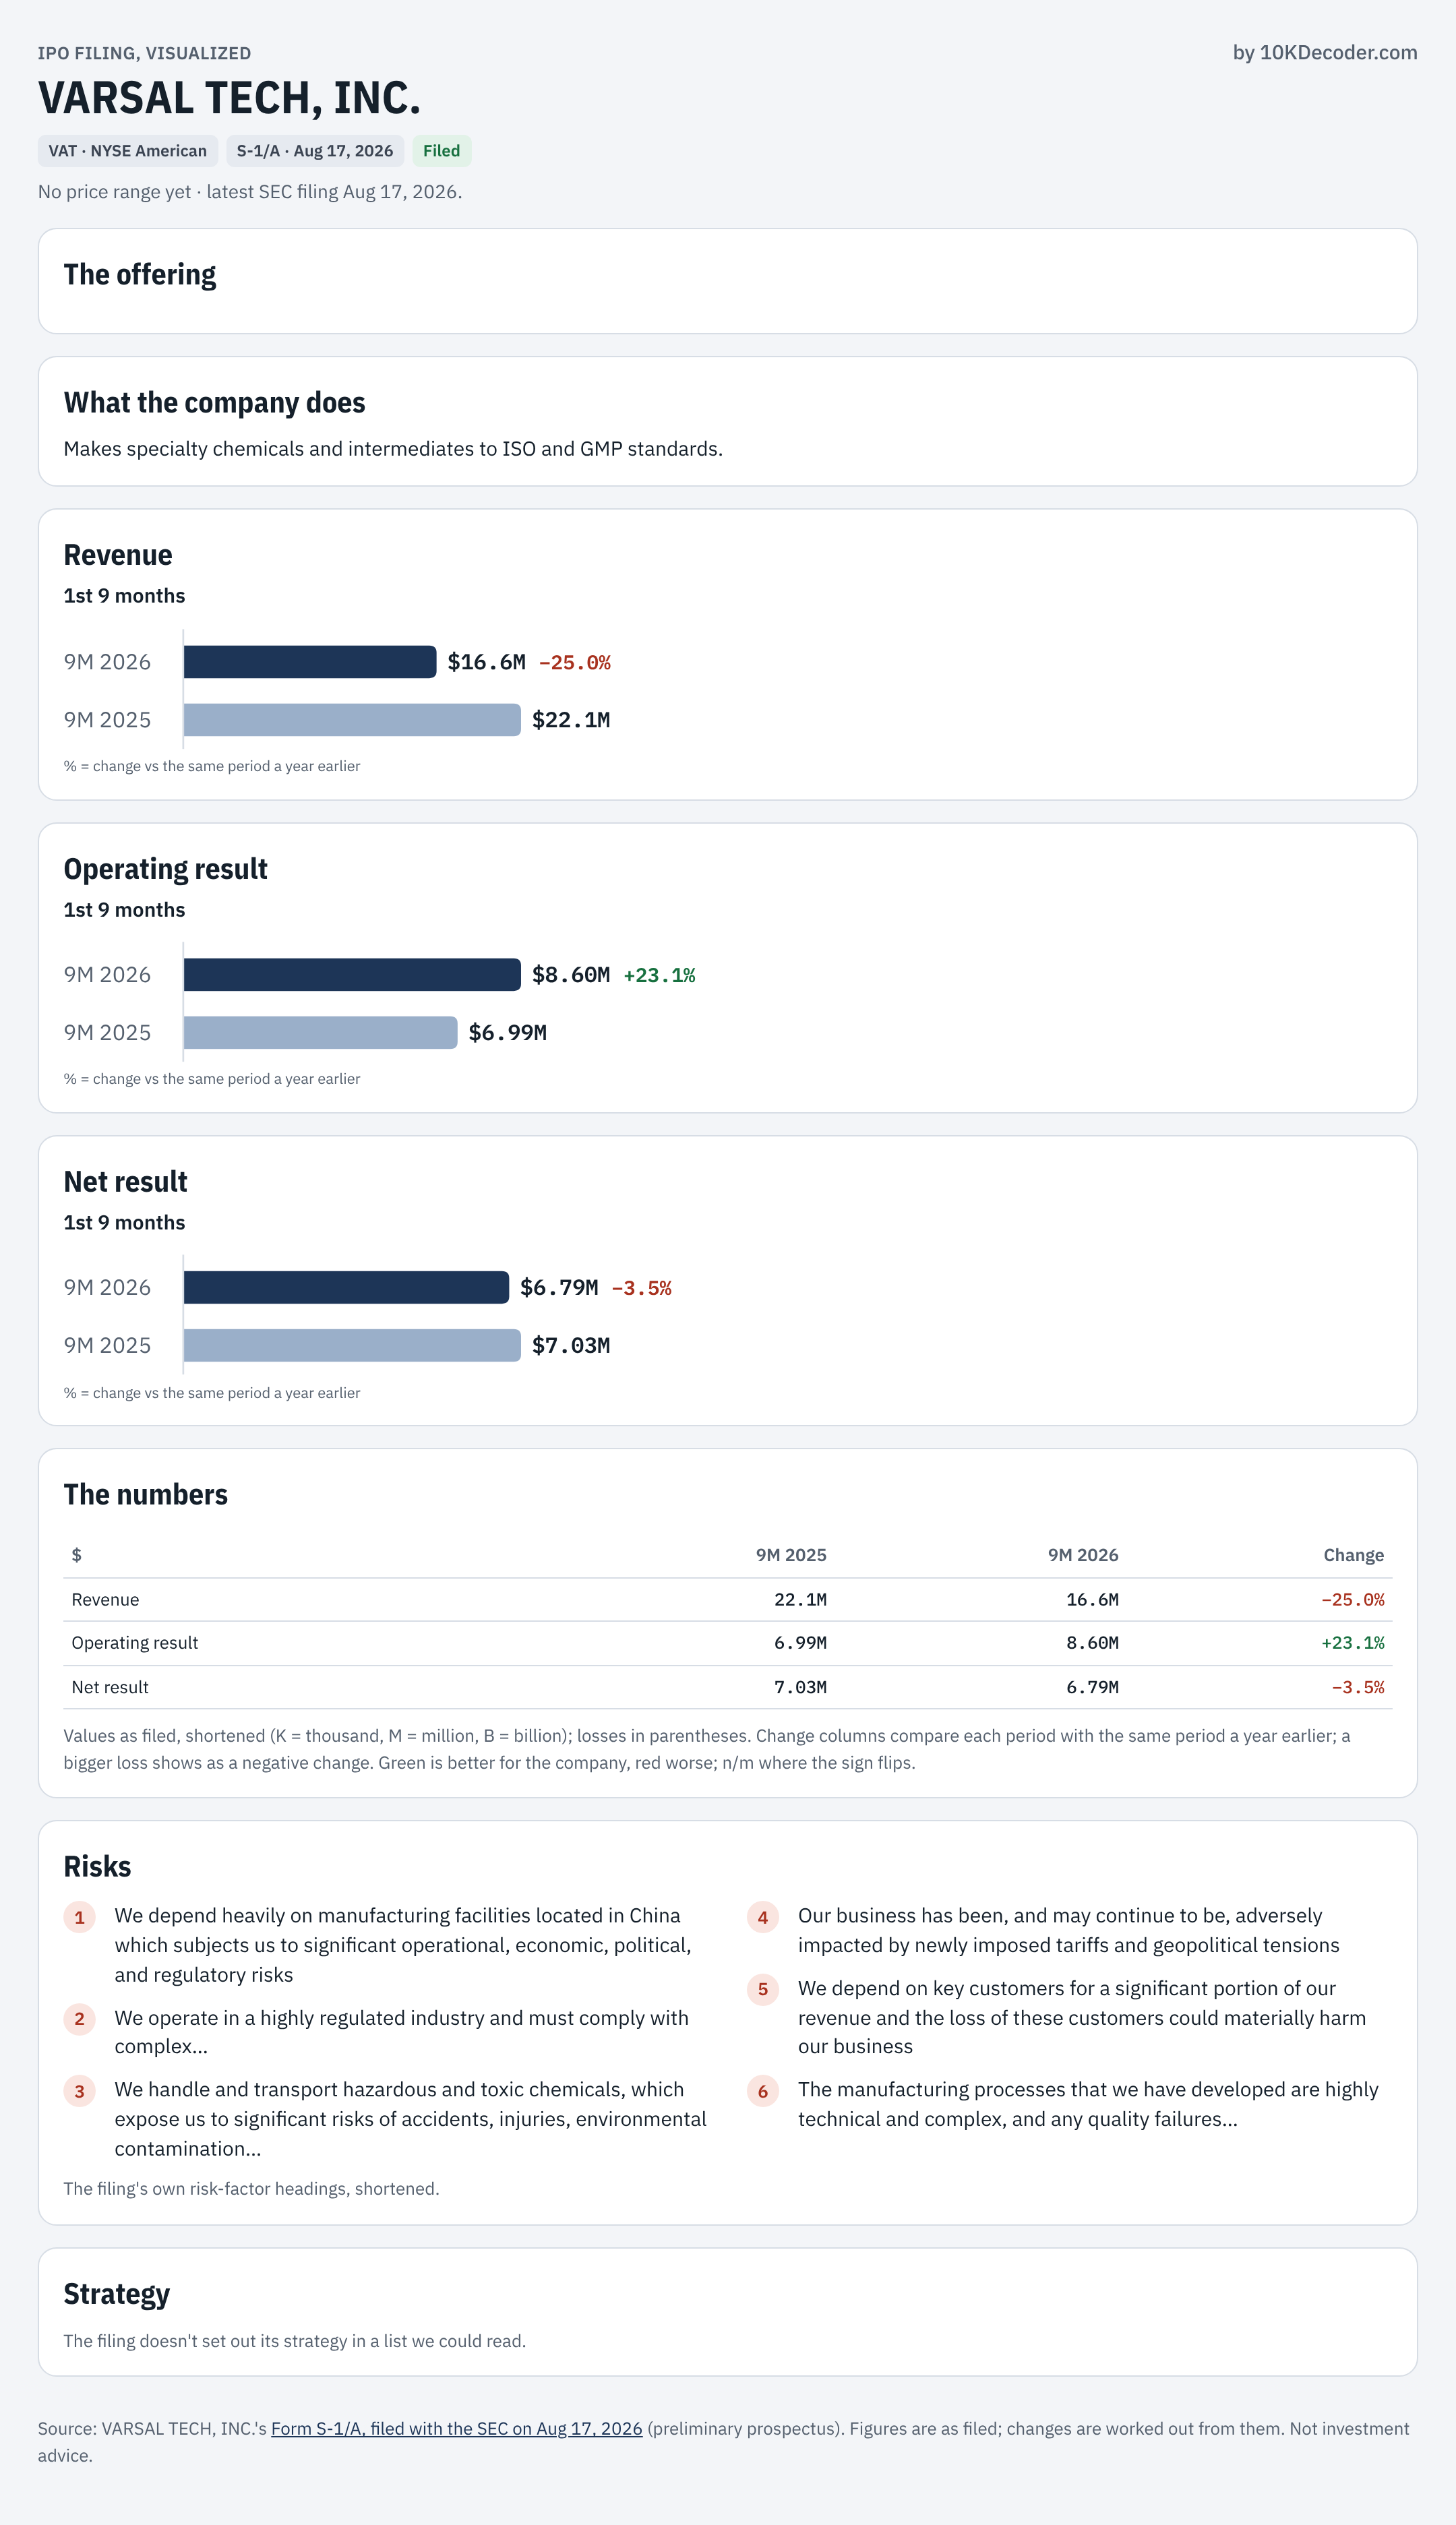 IPO FILING, VISUALIZED
by 10KDecoder.com
VARSAL TECH, INC.
VAT · NYSE American
S-1/A · Aug 17, 2026
Filed
No price range yet · latest SEC filing Aug 17, 2026.
The offering
What the company does
Makes specialty chemicals and intermediates to ISO and GMP standards.
Revenue
1st 9 months
9M 2026 $16.6M −25.0%
9M 2025 $22.1M
% = change vs the same period a year earlier
Operating result
1st 9 months
9M 2026 $8.60M +23.1%
9M 2025 $6.99M
% = change vs the same period a year earlier
Net result
1st 9 months
9M 2026 $6.79M −3.5%
9M 2025 $7.03M
% = change vs the same period a year earlier
The numbers
$ 9M 2025 9M 2026 Change
Revenue 22.1M 16.6M −25.0%
Operating result 6.99M 8.60M +23.1%
Net result 7.03M 6.79M −3.5%
Values as filed, shortened (K = thousand, M = million, B = billion); losses in parentheses. Change columns compare each period with the same period a year earlier; a
bigger loss shows as a negative change. Green is better for the company, red worse; n/m where the sign flips.
Risks
1 We depend heavily on manufacturing facilities located in China
which subjects us to significant operational, economic, political,
and regulatory risks
2 We operate in a highly regulated industry and must comply with
complex...
3 We handle and transport hazardous and toxic chemicals, which
expose us to significant risks of accidents, injuries, environmental
contamination...
4 Our business has been, and may continue to be, adversely
impacted by newly imposed tariffs and geopolitical tensions
5 We depend on key customers for a significant portion of our
revenue and the loss of these customers could materially harm
our business
6 The manufacturing processes that we have developed are highly
technical and complex, and any quality failures...
The filing's own risk-factor headings, shortened.
Strategy
The filing doesn't set out its strategy in a list we could read.
Source: VARSAL TECH, INC.'s Form S-1/A, filed with the SEC on Aug 17, 2026 (preliminary prospectus). Figures are as filed; changes are worked out from them. Not investment
advice.